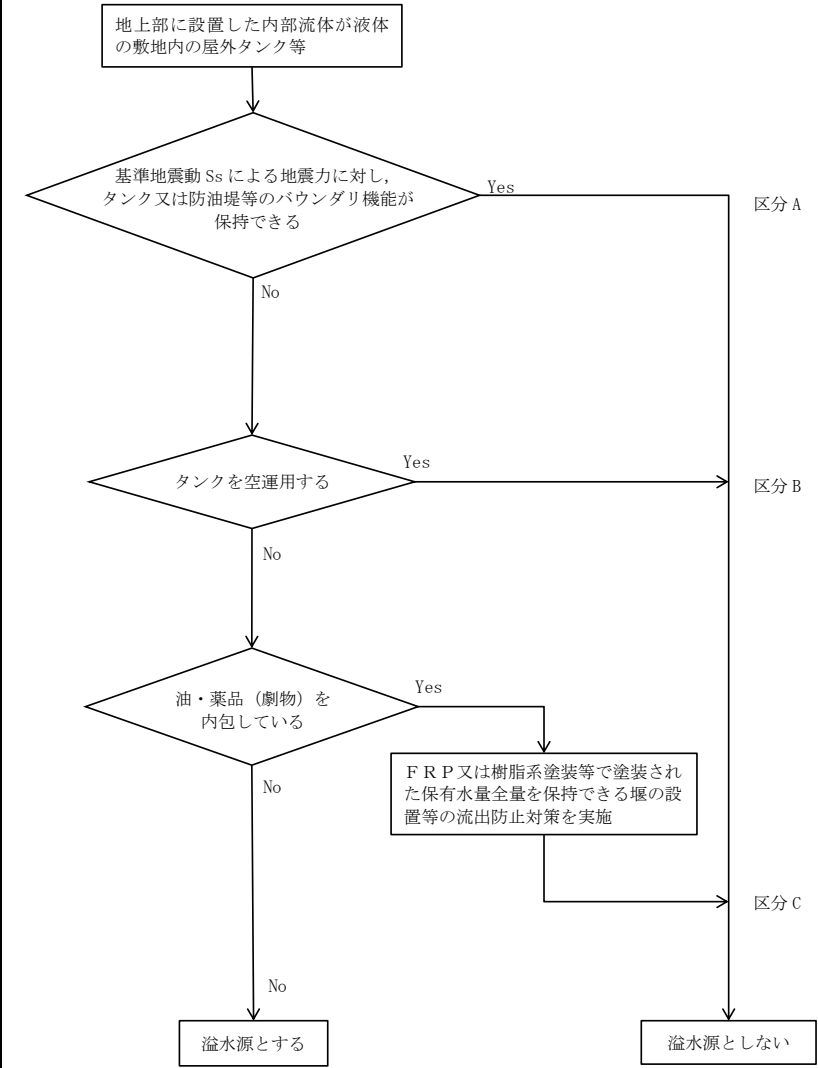 地上部に設置した内部流体が液体
の敷地内の屋外タンク等
基準地震動 Ss による地震力に対し,
タンク又は防油堤等のバウンダリ機能が
保持できる
Yes
区分 A
No
タンクを空運用する
Yes
区分 B
No
油・薬品（劇物）を
内包している
Yes
ＦＲＰ又は樹脂系塗装等で塗装され
た保有水量全量を保持できる堰の設
置等の流出防止対策を実施
No
区分 C
No
溢水源とする
溢水源としない